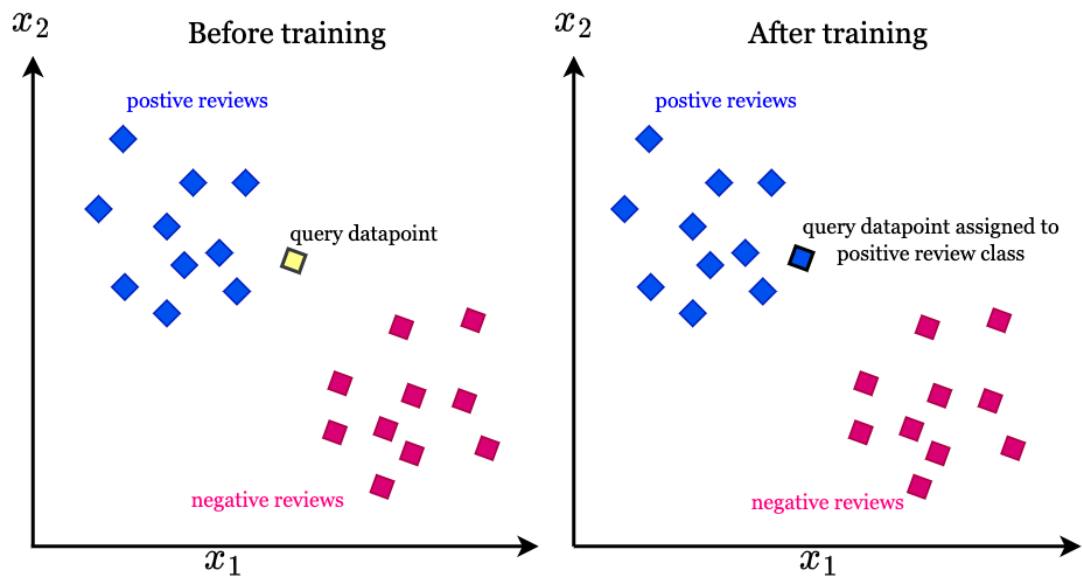 x2
Before training
postive reviews
query datapoint
negative reviews
x1
x2
After training
postive reviews
query datapoint assigned to
positive review class
negative reviews
x1